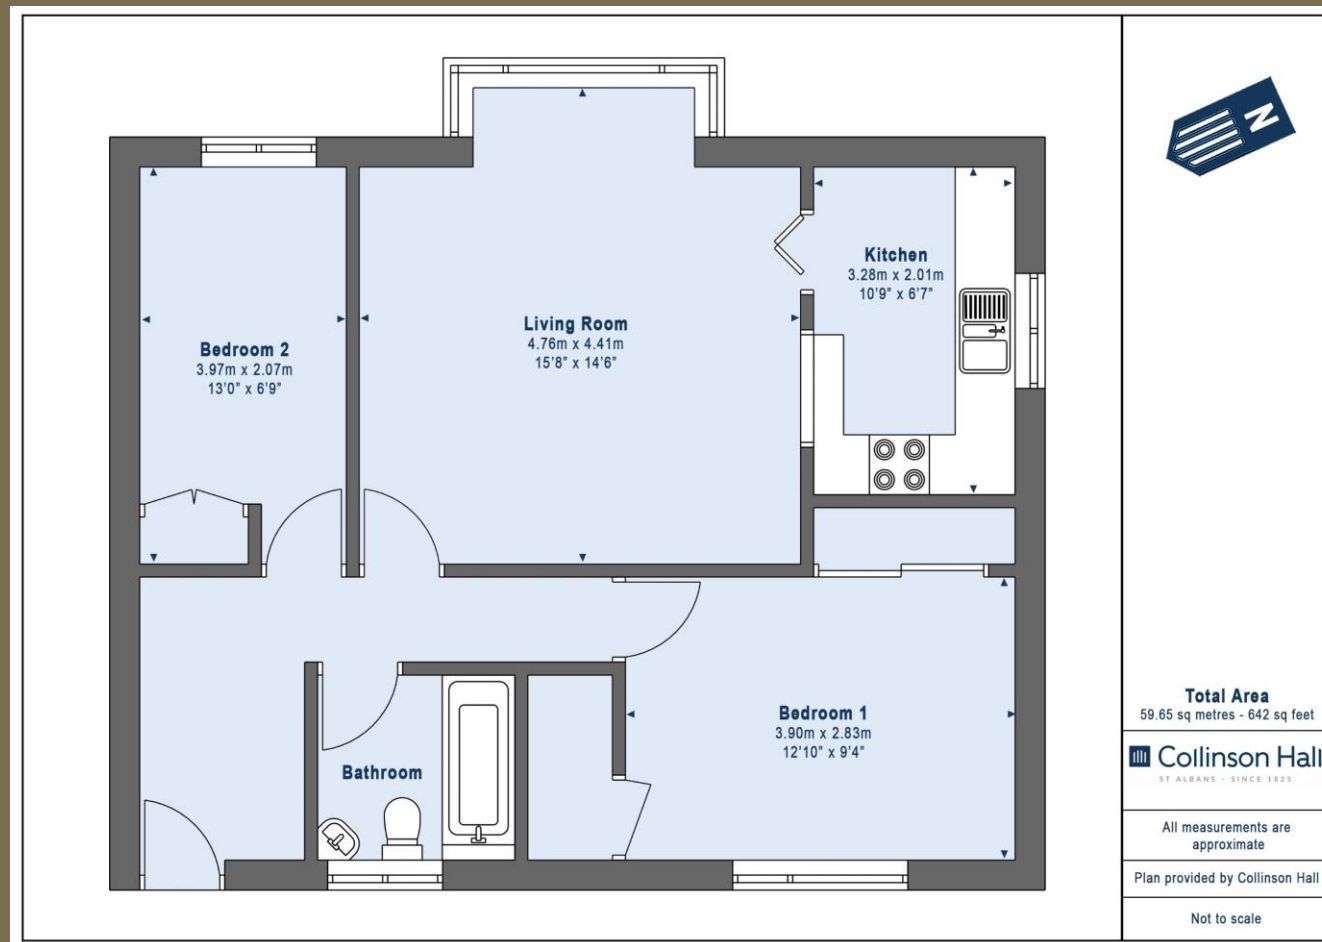 N
Bedroom 2
3.97m x 2.07m
13'0" x 6'9"
Living Room
4.76m x 4.41m
15'8" x 14'6"
Kitchen
3.28m x 2.01m
10'9" x 6'7"
Bathroom
Bedroom 1
3.90m x 2.83m
12'10" x 9'4"
Total Area
59.65 sq metres - 642 sq feet
Collinson Hall
ST ALBANS - SINCE 1825
All measurements are
approximate
Plan provided by Collinson Hall
Not to scale